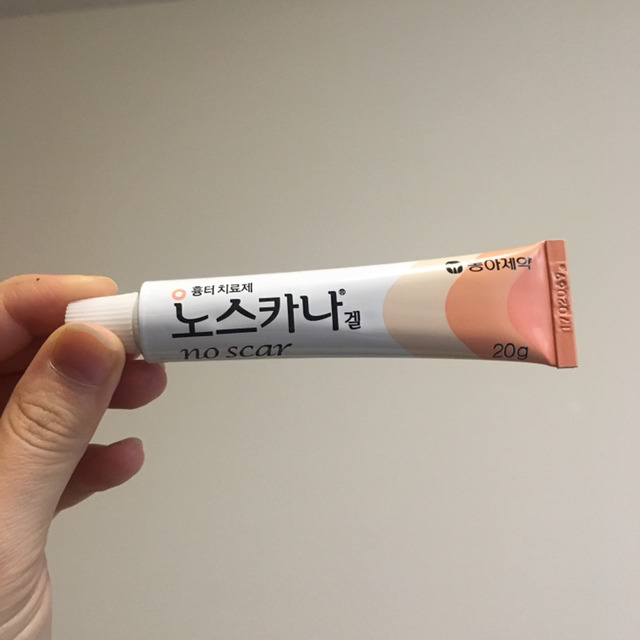 흉터 치료제
노스카나® 겔
no scar
동아제약
20g